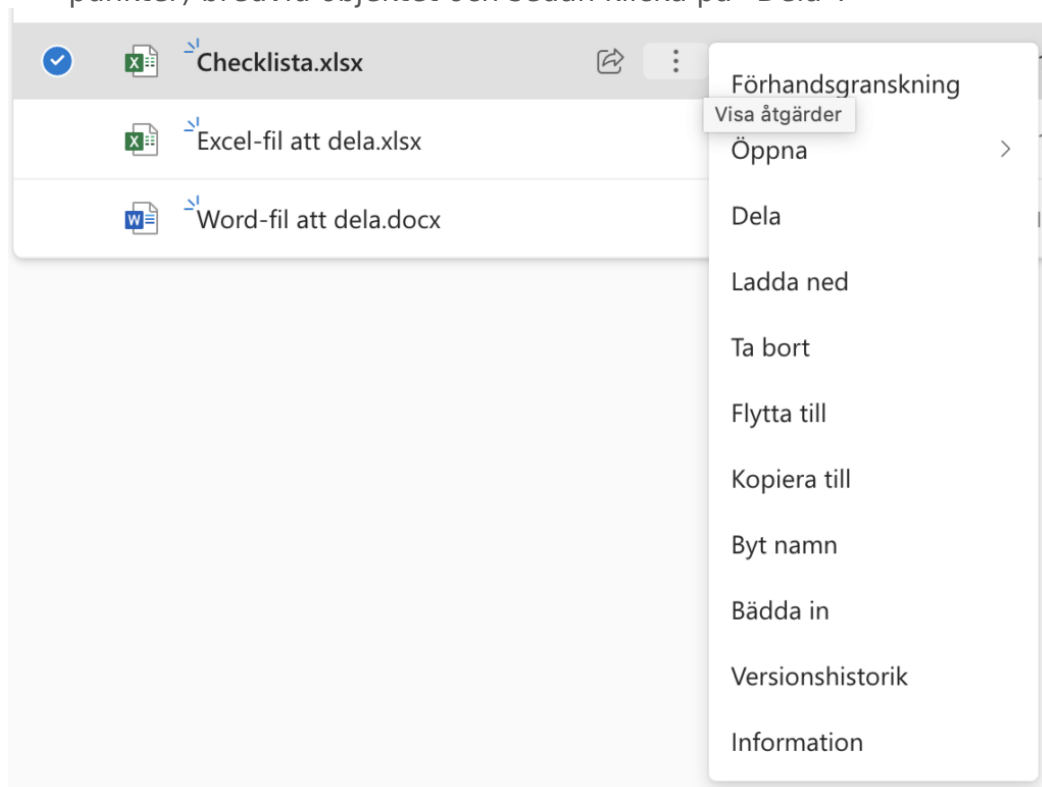 Checklista.xlsx
Excel-fil att dela.xlsx
Word-fil att dela.docx
Förhandsgranskning
Visa åtgärder
Öppna
Dela
Ladda ned
Ta bort
Flytta till
Kopiera till
Byt namn
Bädda in
Versionshistorik
Information